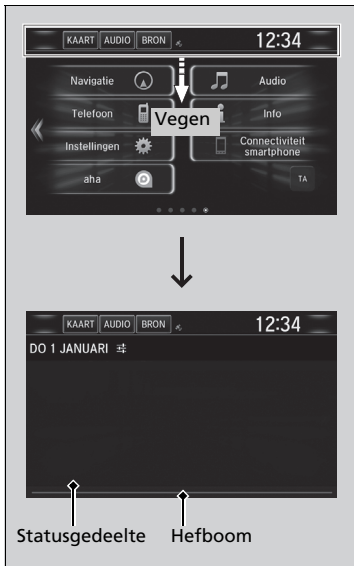 KAART AUDIO BRON 12:34
Navigatie Audio
Vegen
Telefoon Info
Instellingen Connectiviteit
smartphone
aha TA
KAART AUDIO BRON 12:34
DO 1 JANUARI
Statusgedeelte Hefboom